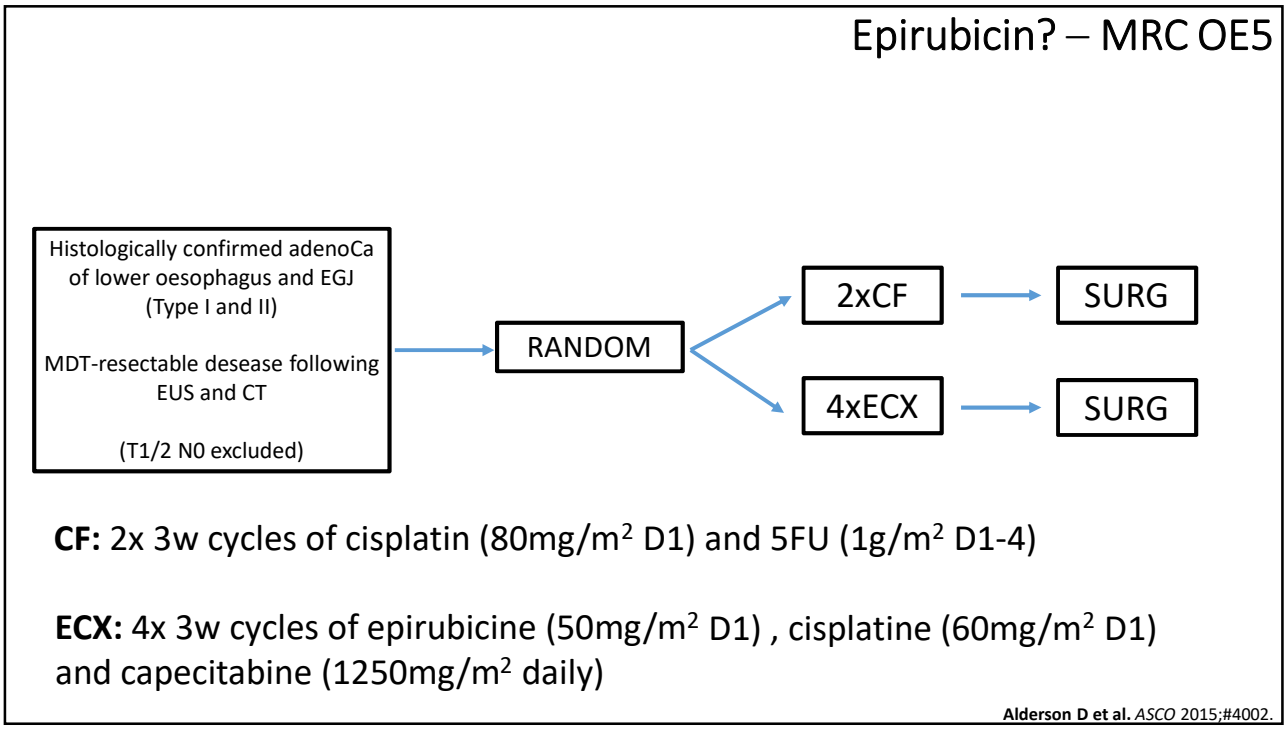 Epirubicin? – MRC OE5
Histologically confirmed adenoCa
of lower oesophagus and EGJ
(Type I and II)
MDT-resectable desease following
EUS and CT
(T1/2 N0 excluded)
RANDOM
2xCF
SURG
4xECX
SURG
CF: 2x 3w cycles of cisplatin (80mg/m² D1) and 5FU (1g/m² D1-4)
ECX: 4x 3w cycles of epirubicine (50mg/m² D1) , cisplatine (60mg/m² D1)
and capecitabine (1250mg/m² daily)
Alderson D et al. ASCO 2015;#4002.